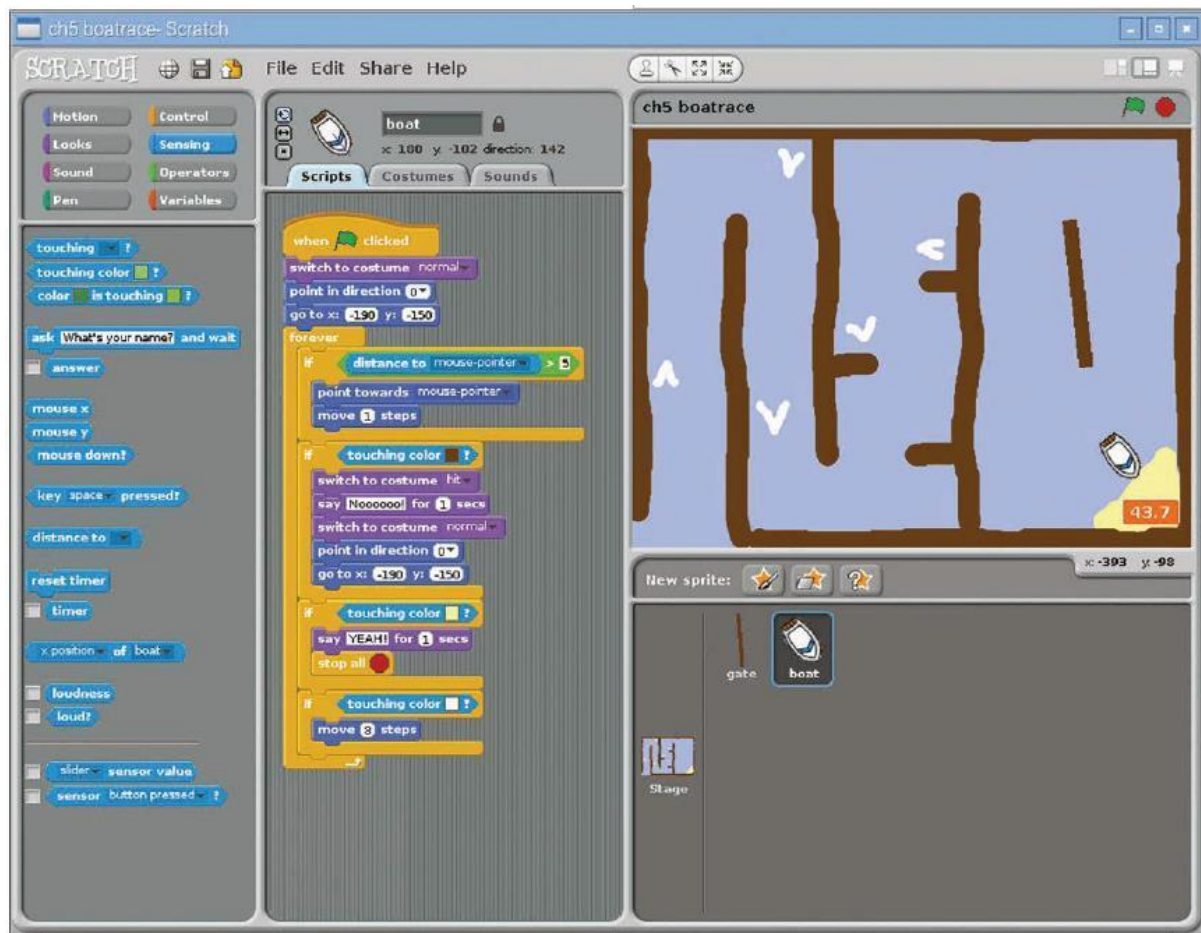 ch5 boatrace- Scratch
SCRATCH File Edit Share Help
Motion Control
Looks Sensing
Sound Operators
Pen Variables
touching ?
touching color ?
color is touching ?
ask What's your name? and wait
answer
mouse x
mouse y
mouse down?
key space pressed?
distance to
reset timer
timer
x position of boat
loudness
loud?
slider sensor value
sensor button pressed ?
boat
x: 180 y: -102 direction: 142
Scripts Costumes Sounds
when clicked
switch to costume normal
point in direction 0
go to x: -190 y: -150
forever
if distance to mouse-pointer > 5
point towards mouse-pointer
move 1 steps
if touching color ?
switch to costume hit
say Noooooo! for 1 secs
switch to costume normal
point in direction 0
go to x: -190 y: -150
if touching color ?
say YEAH! for 1 secs
stop all
if touching color ?
move 3 steps
ch5 boatrace
43.7
x: -393 y: -98
New sprite:
gate
boat
Stage